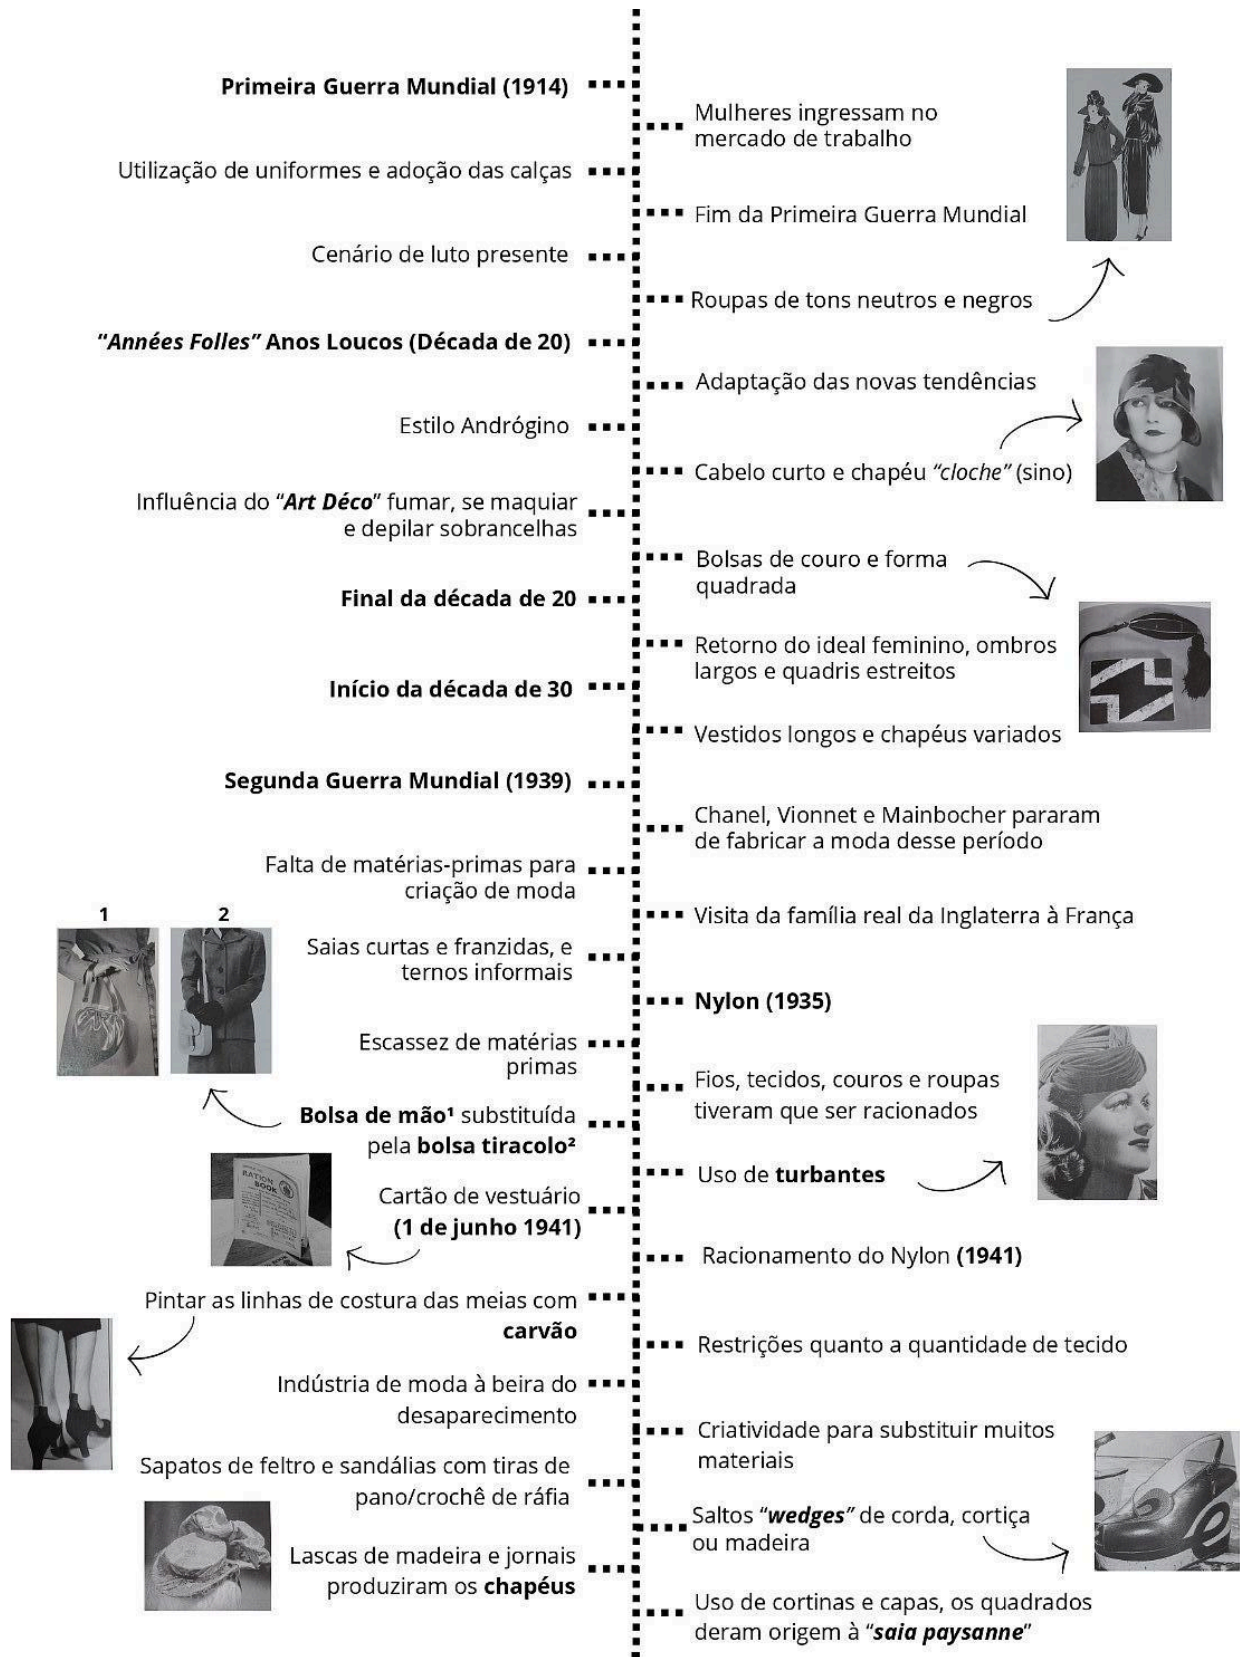 Primeira Guerra Mundial (1914)
Mulheres ingressam no
mercado de trabalho
Utilização de uniformes e adoção das calças
Fim da Primeira Guerra Mundial
Cenário de luto presente
Roupas de tons neutros e negros
“Années Folles” Anos Loucos (Década de 20)
Adaptação das novas tendências
Estilo Andrógino
Cabelo curto e chapéu “cloche” (sino)
Influência do “Art Déco” fumar, se maquiar
e depilar sobrancelhas
Bolsas de couro e forma
quadrada
Final da década de 20
Retorno do ideal feminino, ombros
largos e quadris estreitos
Início da década de 30
Vestidos longos e chapéus variados
Segunda Guerra Mundial (1939)
Chanel, Vionnet e Mainbocher pararam
de fabricar a moda desse período
Falta de matérias-primas para
criação de moda
Visita da família real da Inglaterra à França
1
2
Saias curtas e franzidas, e
ternos informais
Nylon (1935)
Escassez de matérias
primas
Fios, tecidos, couros e roupas
tiveram que ser racionados
Bolsa de mão¹ substituída
pela bolsa tiracolo²
Uso de turbantes
RATION
BOOK
Cartão de vestuário
(1 de junho 1941)
Racionamento do Nylon (1941)
Pintar as linhas de costura das meias com
carvão
Restrições quanto a quantidade de tecido
Indústria de moda à beira do
desaparecimento
Criatividade para substituir muitos
materiais
Sapatos de feltro e sandálias com tiras de
pano/crochê de ráfia
Saltos “wedges” de corda, cortiça
ou madeira
Lascas de madeira e jornais
produziram os chapéus
Uso de cortinas e capas, os quadrados
deram origem à “saia paysanne”